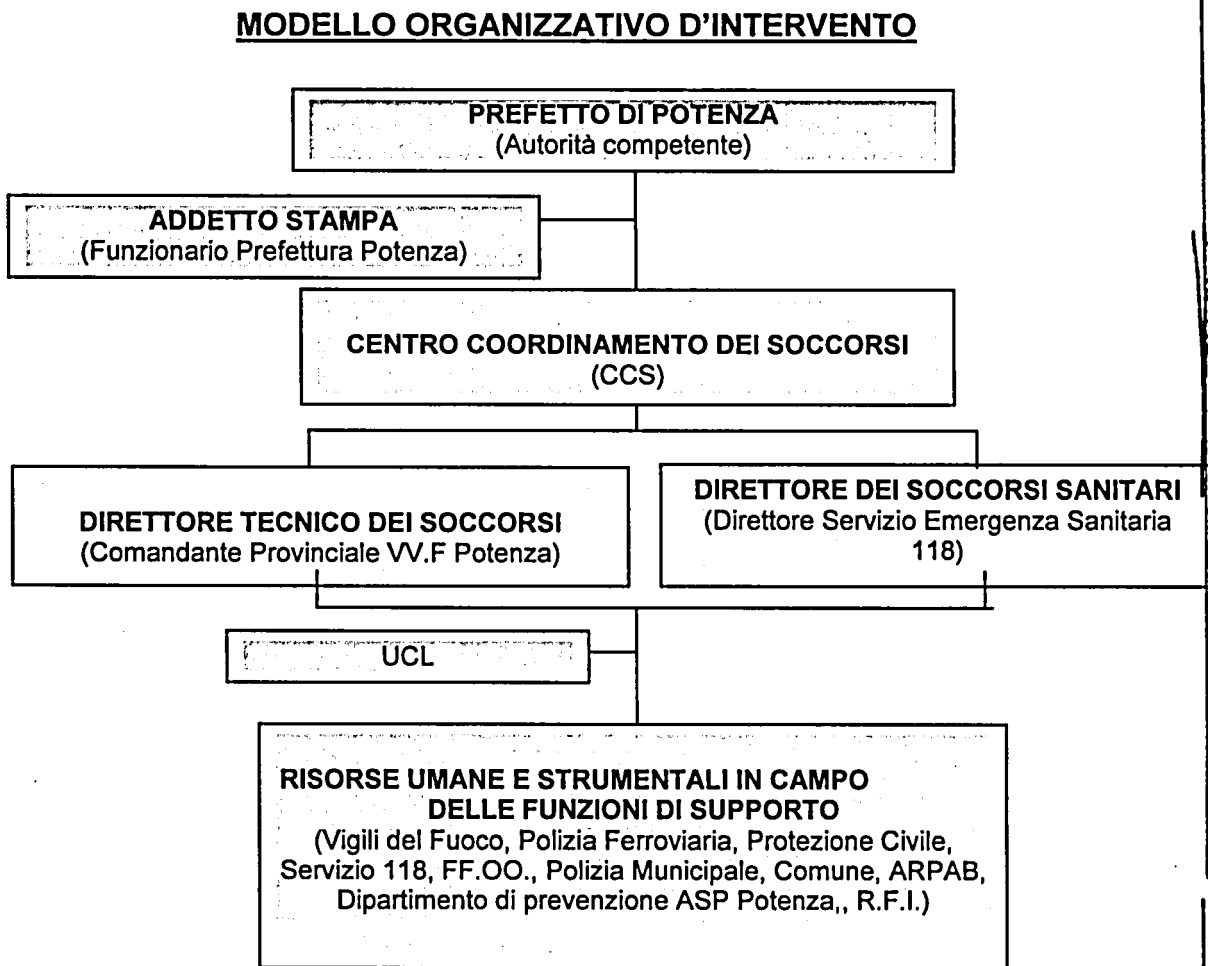 MODELLO ORGANIZZATIVO D'INTERVENTO
PREFETTO DI POTENZA
(Autorità competente)
ADDETTO STAMPA
(Funzionario Prefettura Potenza)
CENTRO COORDINAMENTO DEI SOCCORSI
(CCS)
DIRETTORE TECNICO DEI SOCCORSI
(Comandante Provinciale VV.F Potenza)
DIRETTORE DEI SOCCORSI SANITARI
(Direttore Servizio Emergenza Sanitaria
118)
UCL
RISORSE UMANE E STRUMENTALI IN CAMPO
DELLE FUNZIONI DI SUPPORTO
(Vigili del Fuoco, Polizia Ferroviaria, Protezione Civile,
Servizio 118, FF.OO., Polizia Municipale, Comune, ARPAB,
Dipartimento di prevenzione ASP Potenza,, R.F.I.)